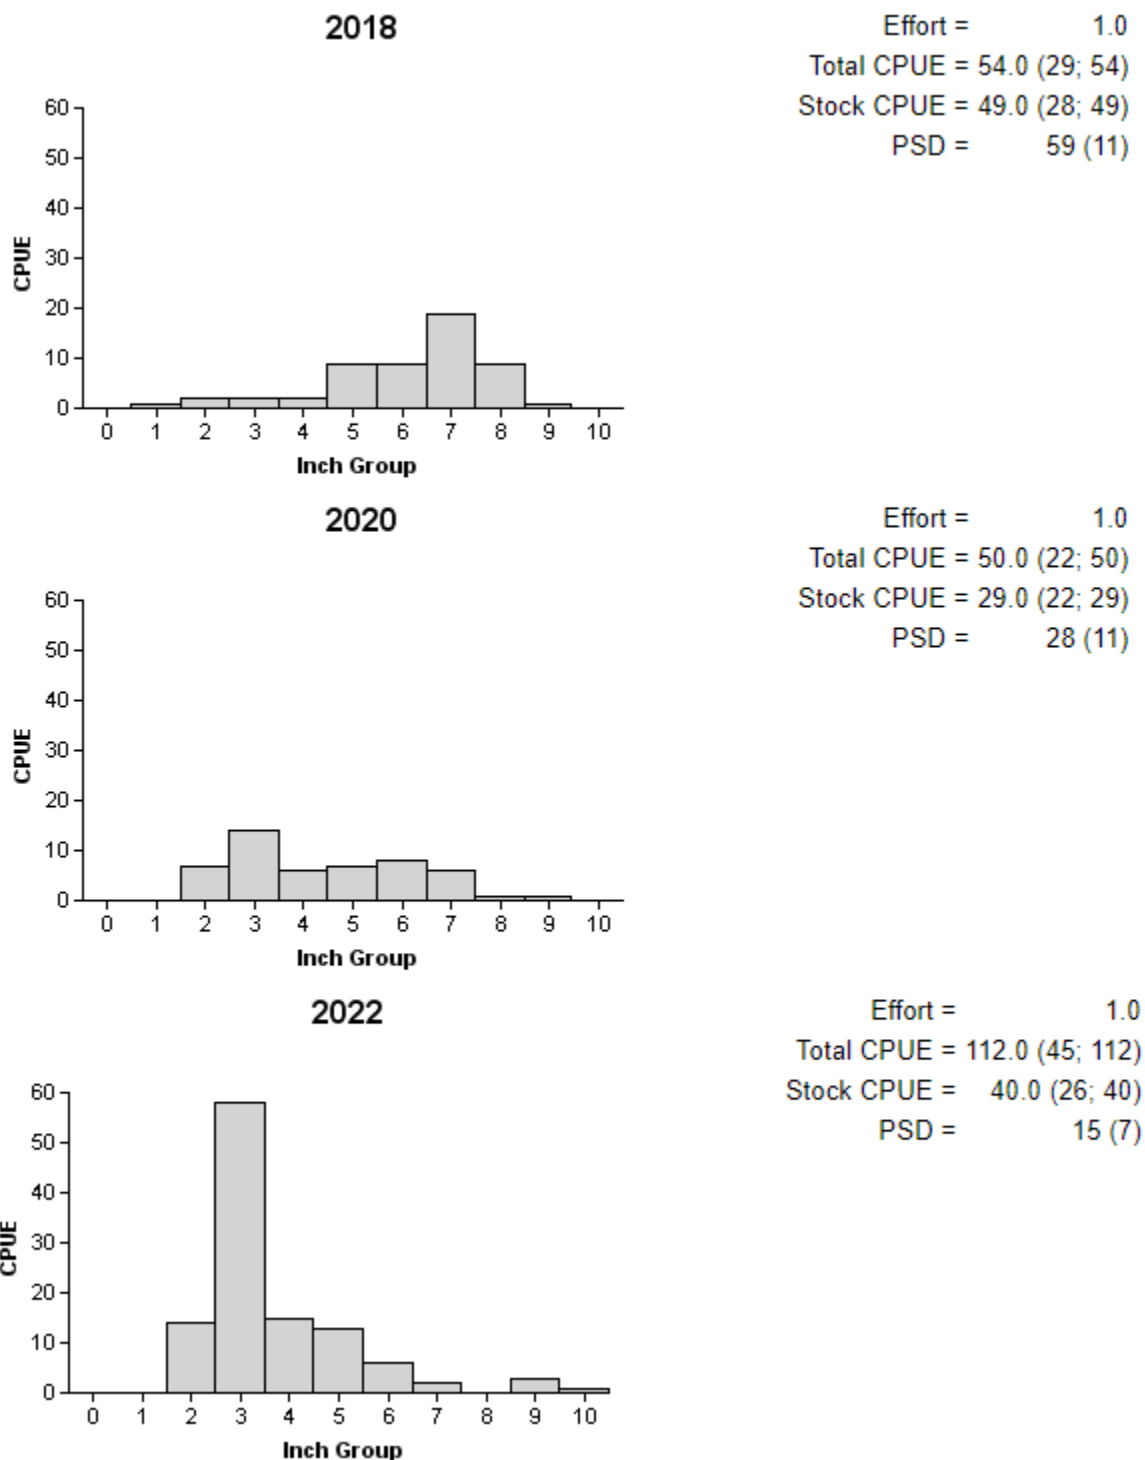 2018
Effort = 1.0
Total CPUE = 54.0 (29; 54)
Stock CPUE = 49.0 (28; 49)
PSD = 59 (11)
60
50
40
30
20
10
0
CPUE
0 1 2 3 4 5 6 7 8 9 10
Inch Group
2020
Effort = 1.0
Total CPUE = 50.0 (22; 50)
Stock CPUE = 29.0 (22; 29)
PSD = 28 (11)
60
50
40
30
20
10
0
CPUE
0 1 2 3 4 5 6 7 8 9 10
Inch Group
2022
Effort = 1.0
Total CPUE = 112.0 (45; 112)
Stock CPUE = 40.0 (26; 40)
PSD = 15 (7)
60
50
40
30
20
10
0
CPUE
0 1 2 3 4 5 6 7 8 9 10
Inch Group